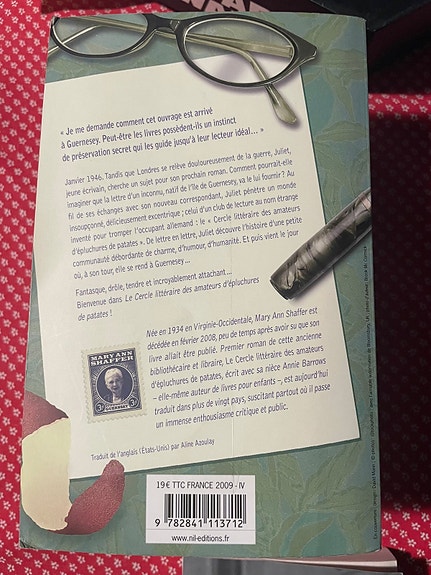 « Je me demande comment cet ouvrage est arrivé
à Guernesey. Peut-être les livres possèdent-ils un instinct
de préservation secret qui les guide jusqu'à leur lecteur idéal... »
Janvier 1946. Tandis que Londres se relève douloureusement de la guerre, Juliet,
jeune écrivain, cherche un sujet pour son prochain roman. Comment pourrait-elle
imaginer que la lettre d'un inconnu, natif de l'île de Guernesey, va le lui fournir ? Au
fil de ses échanges avec son nouveau correspondant, Juliet pénètre un monde
insoupçonné, délicieusement excentrique ; celui d'un club de lecture au nom étrange
inventé pour tromper l'occupant allemand : le « Cercle littéraire des amateurs
d'épluchures de patates ». De lettre en lettre, Juliet découvre l'histoire d'une petite
communauté débordante de charme, d'humour, d'humanité. Et puis vient le jour
où, à son tour, elle se rend à Guernesey...
Fantasque, drôle, tendre et incroyablement attachant...
Bienvenue dans Le Cercle littéraire des amateurs d'épluchures
de patates !
Née en 1934 en Virginie-Occidentale, Mary Ann Shaffer est
décédée en février 2008, peu de temps après avoir su que son
livre allait être publié. Premier roman de cette ancienne
bibliothécaire et libraire, Le Cercle littéraire des amateurs
d'épluchures de patates, écrit avec sa nièce Annie Barrows
– elle-même auteur de livres pour enfants –, est aujourd'hui
traduit dans plus de vingt pays, suscitant partout où il passe
un immense enthousiasme critique et public.
MARY ANN
SHAFFER
3D
GUERNSEY
3D
Traduit de l'anglais (États-Unis) par Aline Azoulay
19 € TTC FRANCE 2009 - IV
9 782841 113712
www.nil-editions.fr